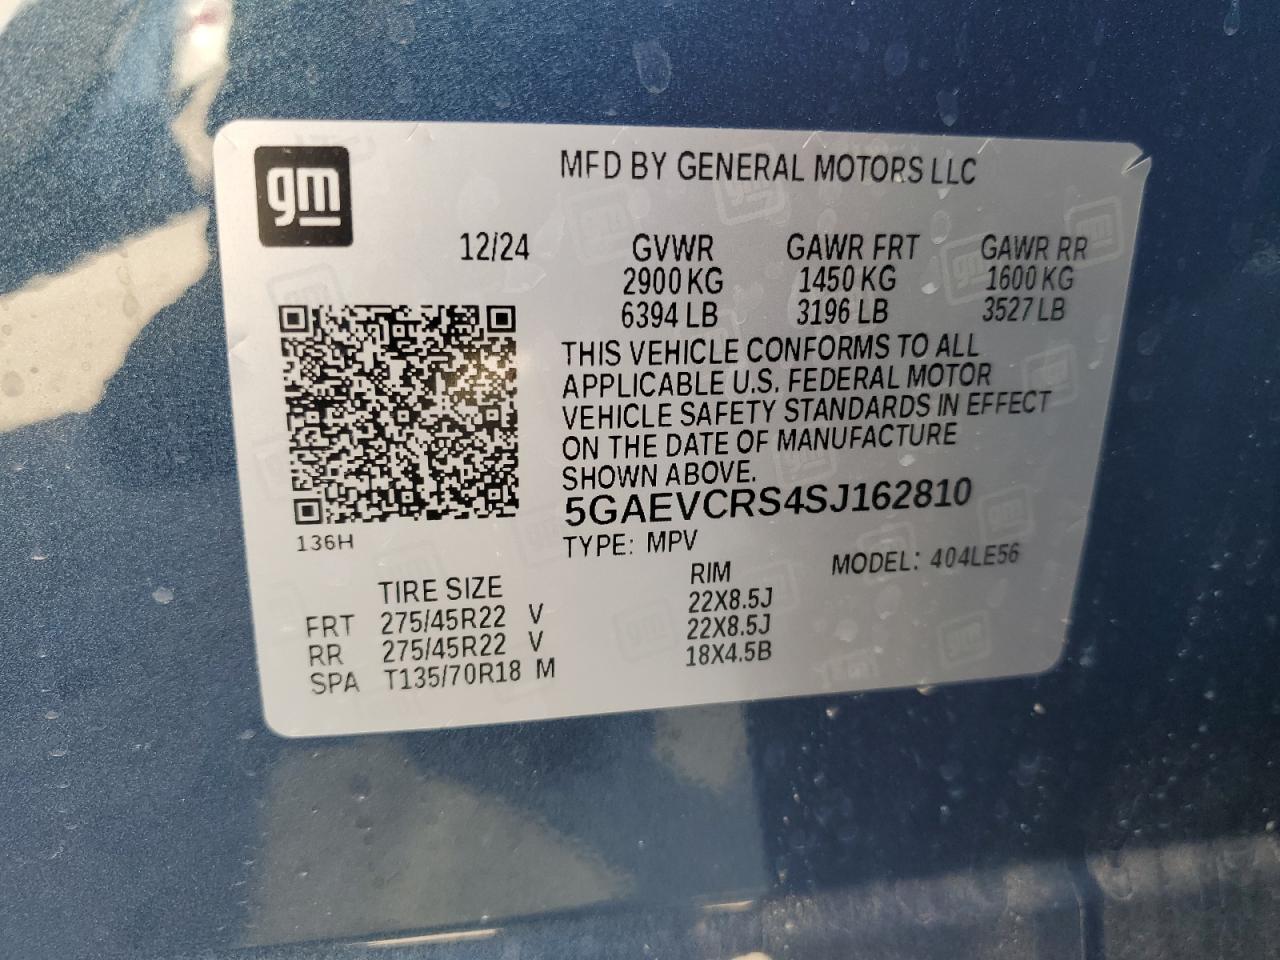 gm
MFD BY GENERAL MOTORS LLC
12/24 GVWR GAWR FRT GAWR RR
2900 KG 1450 KG 1600 KG
6394 LB 3196 LB 3527 LB
THIS VEHICLE CONFORMS TO ALL
APPLICABLE U.S. FEDERAL MOTOR
VEHICLE SAFETY STANDARDS IN EFFECT
ON THE DATE OF MANUFACTURE
SHOWN ABOVE.
5GAEVCRS4SJ162810
136H
TYPE: MPV MODEL: 404LE56
TIRE SIZE RIM
FRT 275/45R22 V 22X8.5J
RR 275/45R22 V 22X8.5J
SPA T135/70R18 M 18X4.5B